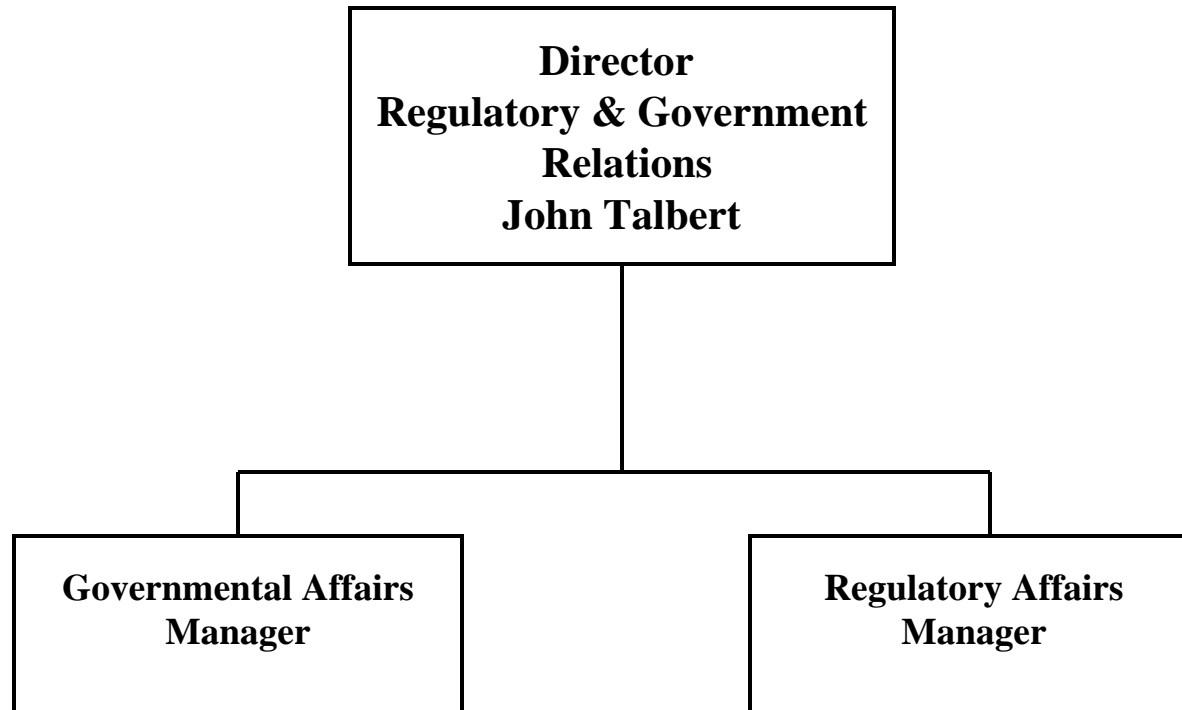 Director
Regulatory & Government
Relations
John Talbert
Governmental Affairs
Manager
Regulatory Affairs
Manager